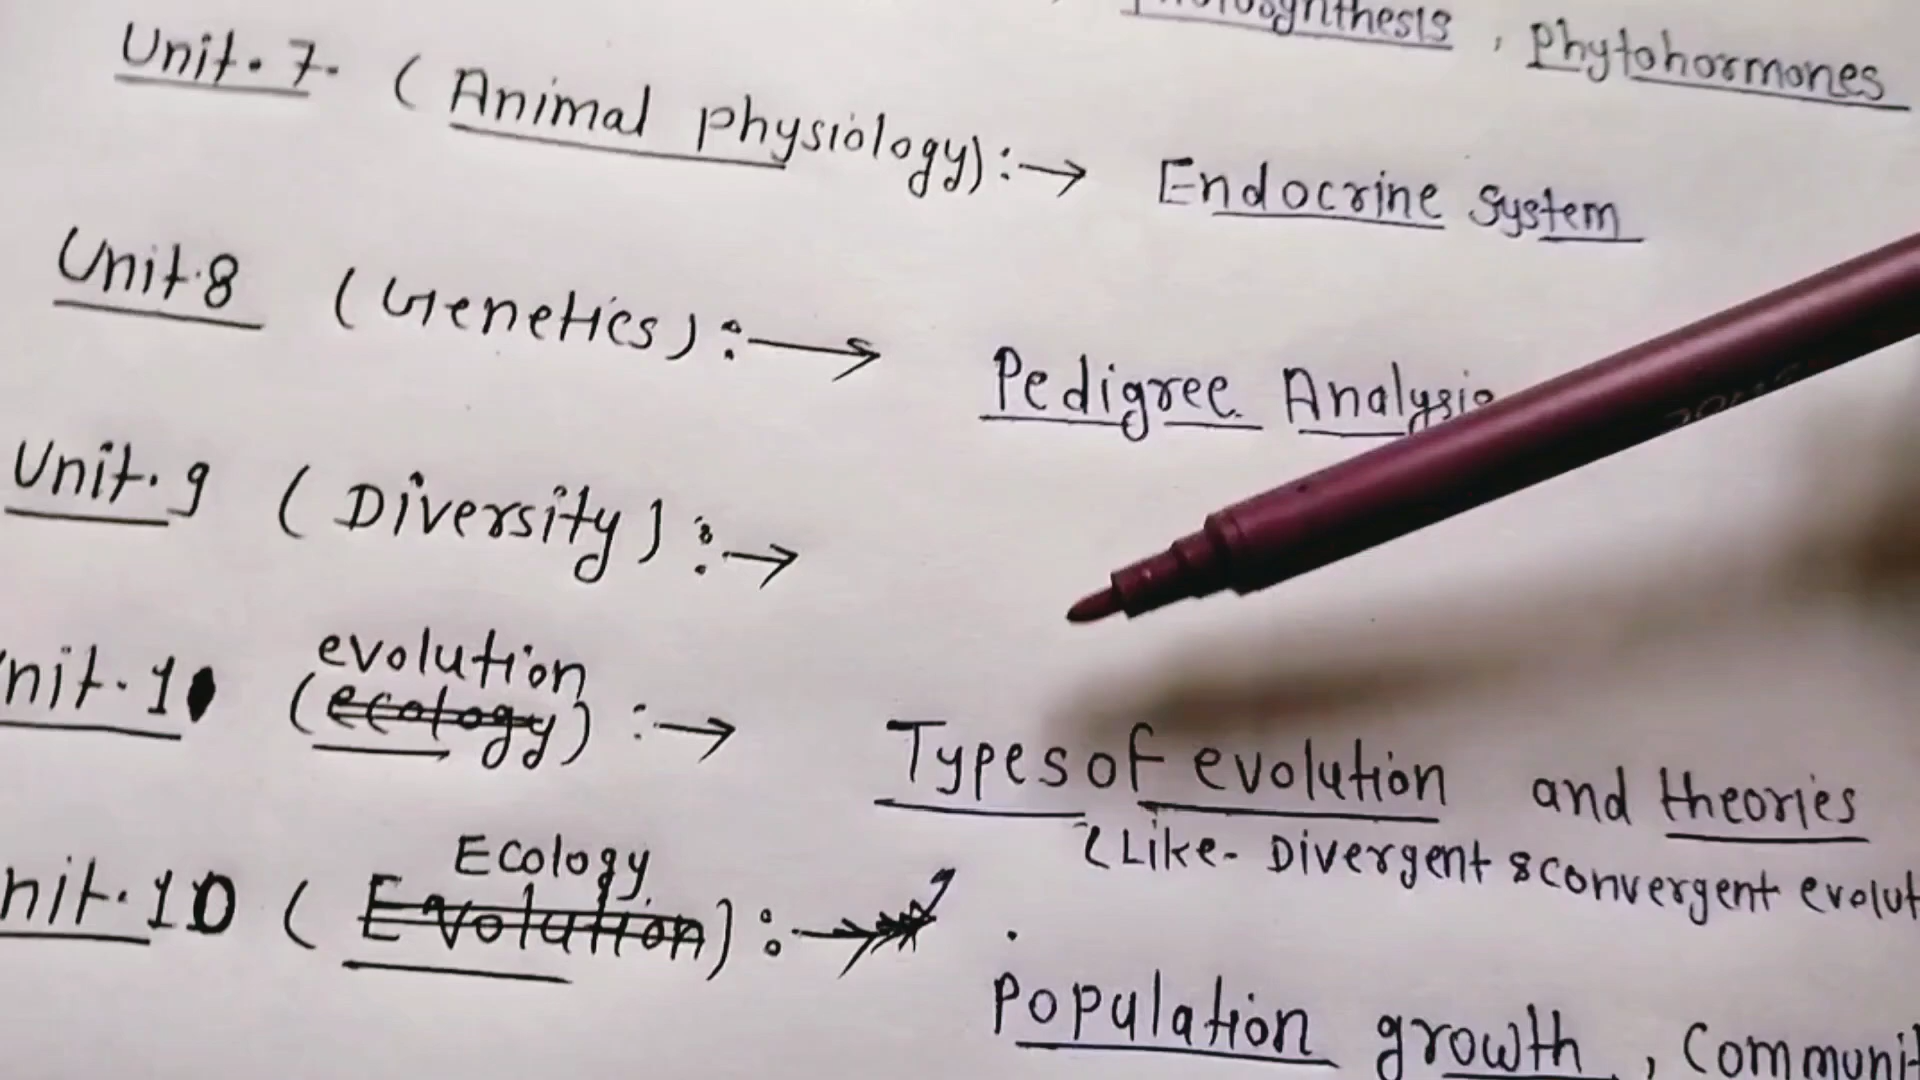 Photosynthesis, Phytohormones
Unit. 7. (Animal physiology) :→ Endocrine System
Unit.8 (Genetics) :→ Pedigree Analysis
Unit. 9 (Diversity) :→
evolution
nit. 1 (ecology) :→ Types of evolution and theories
(Like- Divergent & convergent evolut
Ecology
nit. 10 (Evolution) :→
Population growth, Communit